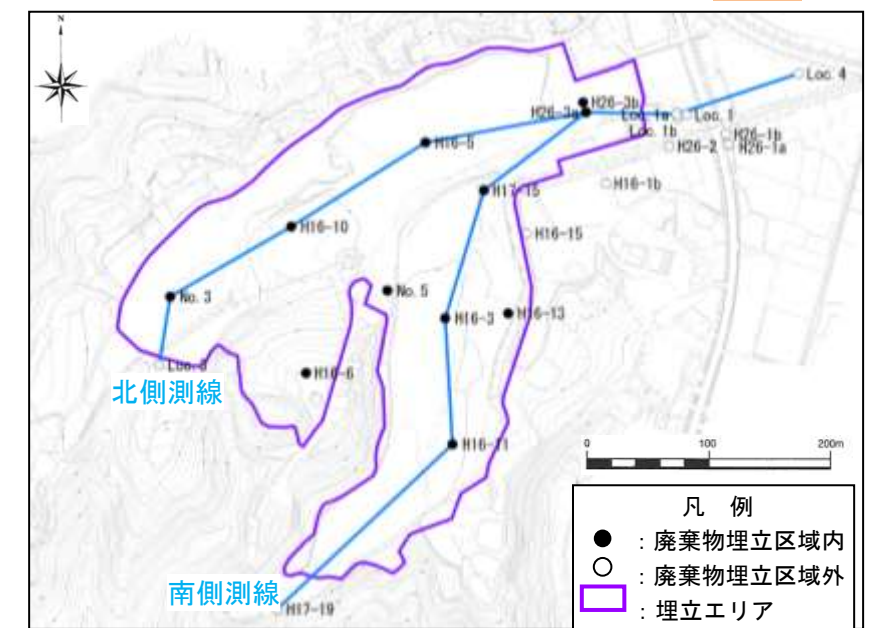 N
Loc. 4
H26-3b
H26-3a
Loc. 1a
Loc. 1
Loc. 1b
H26-1b
H26-2
H26-1a
H16-5
H17-15
H16-1b
H16-10
H16-15
No. 3
No. 5
H16-3
H16-13
H16-6
北側測線
H16-11
0 100 200m
南側測線
H17-19
凡 例
● : 廃棄物埋立区域内
○ : 廃棄物埋立区域外
: 埋立エリア